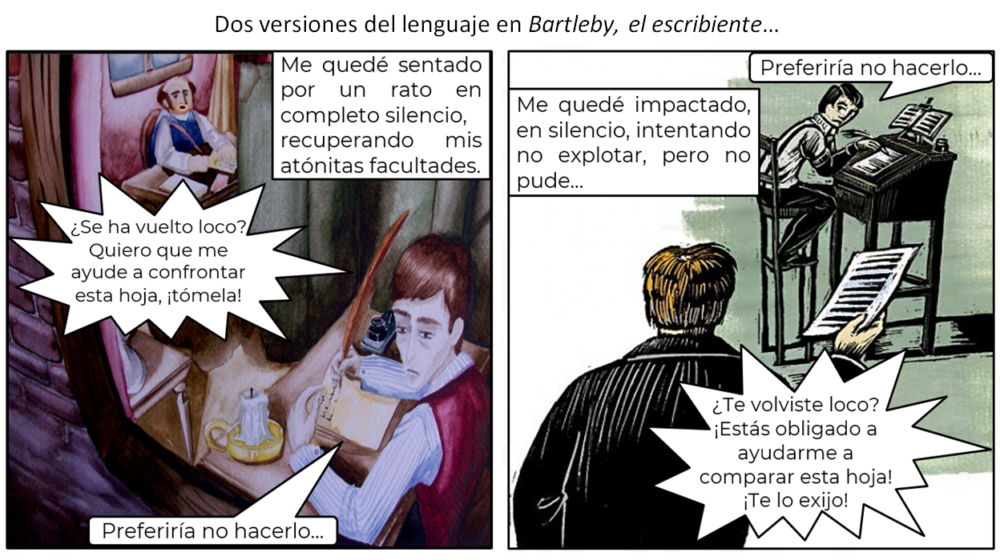 Dos versiones del lenguaje en Bartleby, el escribiente...
Me quedé sentado
por un rato en
completo silencio,
recuperando mis
atónitas facultades.
¿Se ha vuelto loco?
Quiero que me
ayude a confrontar
esta hoja, ¡tómela!
Preferiría no hacerlo...
Preferiría no hacerlo...
Me quedé impactado,
en silencio, intentando
no explotar, pero no
pude...
¿Te volviste loco?
¡Estás obligado a
ayudarme a
comparar esta hoja!
¡Te lo exijo!